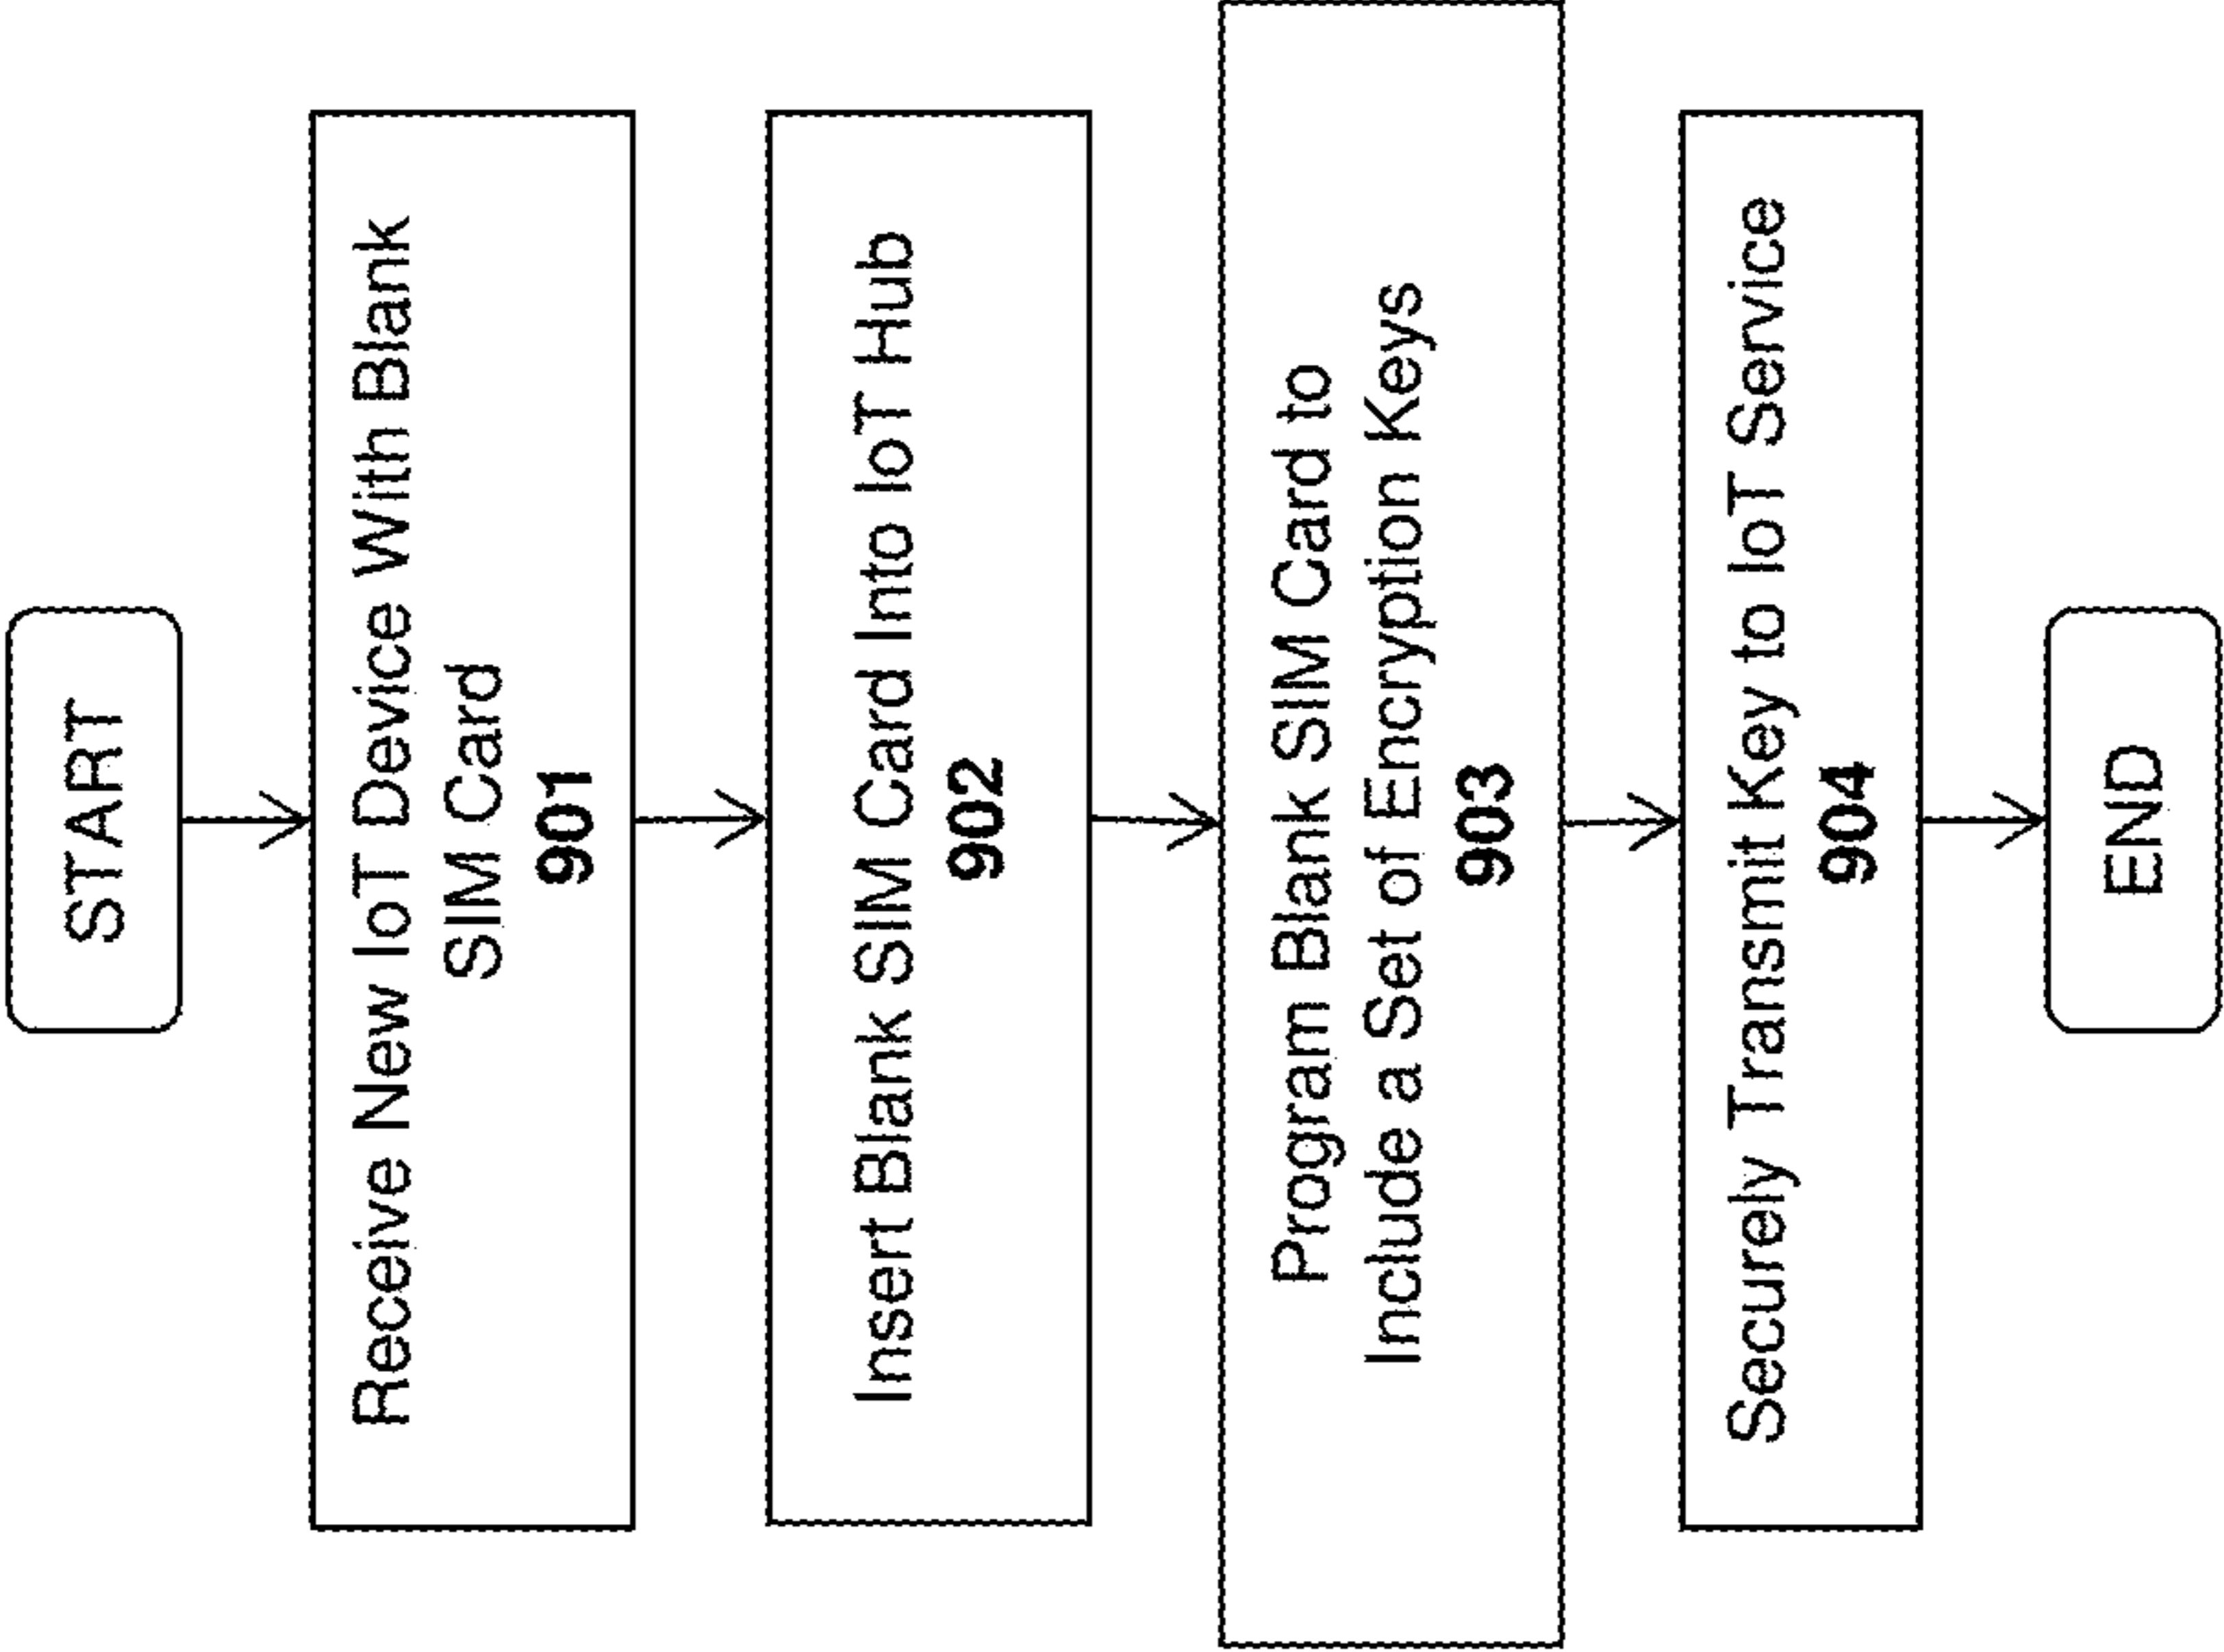 START
Receive New IoT Device With Blank
SIM Card
901
Insert Blank SIM Card Into IoT Hub
902
Program Blank SIM Card to
Include a Set of Encryption Keys
903
Securely Transmit Key to IoT Service
904
END